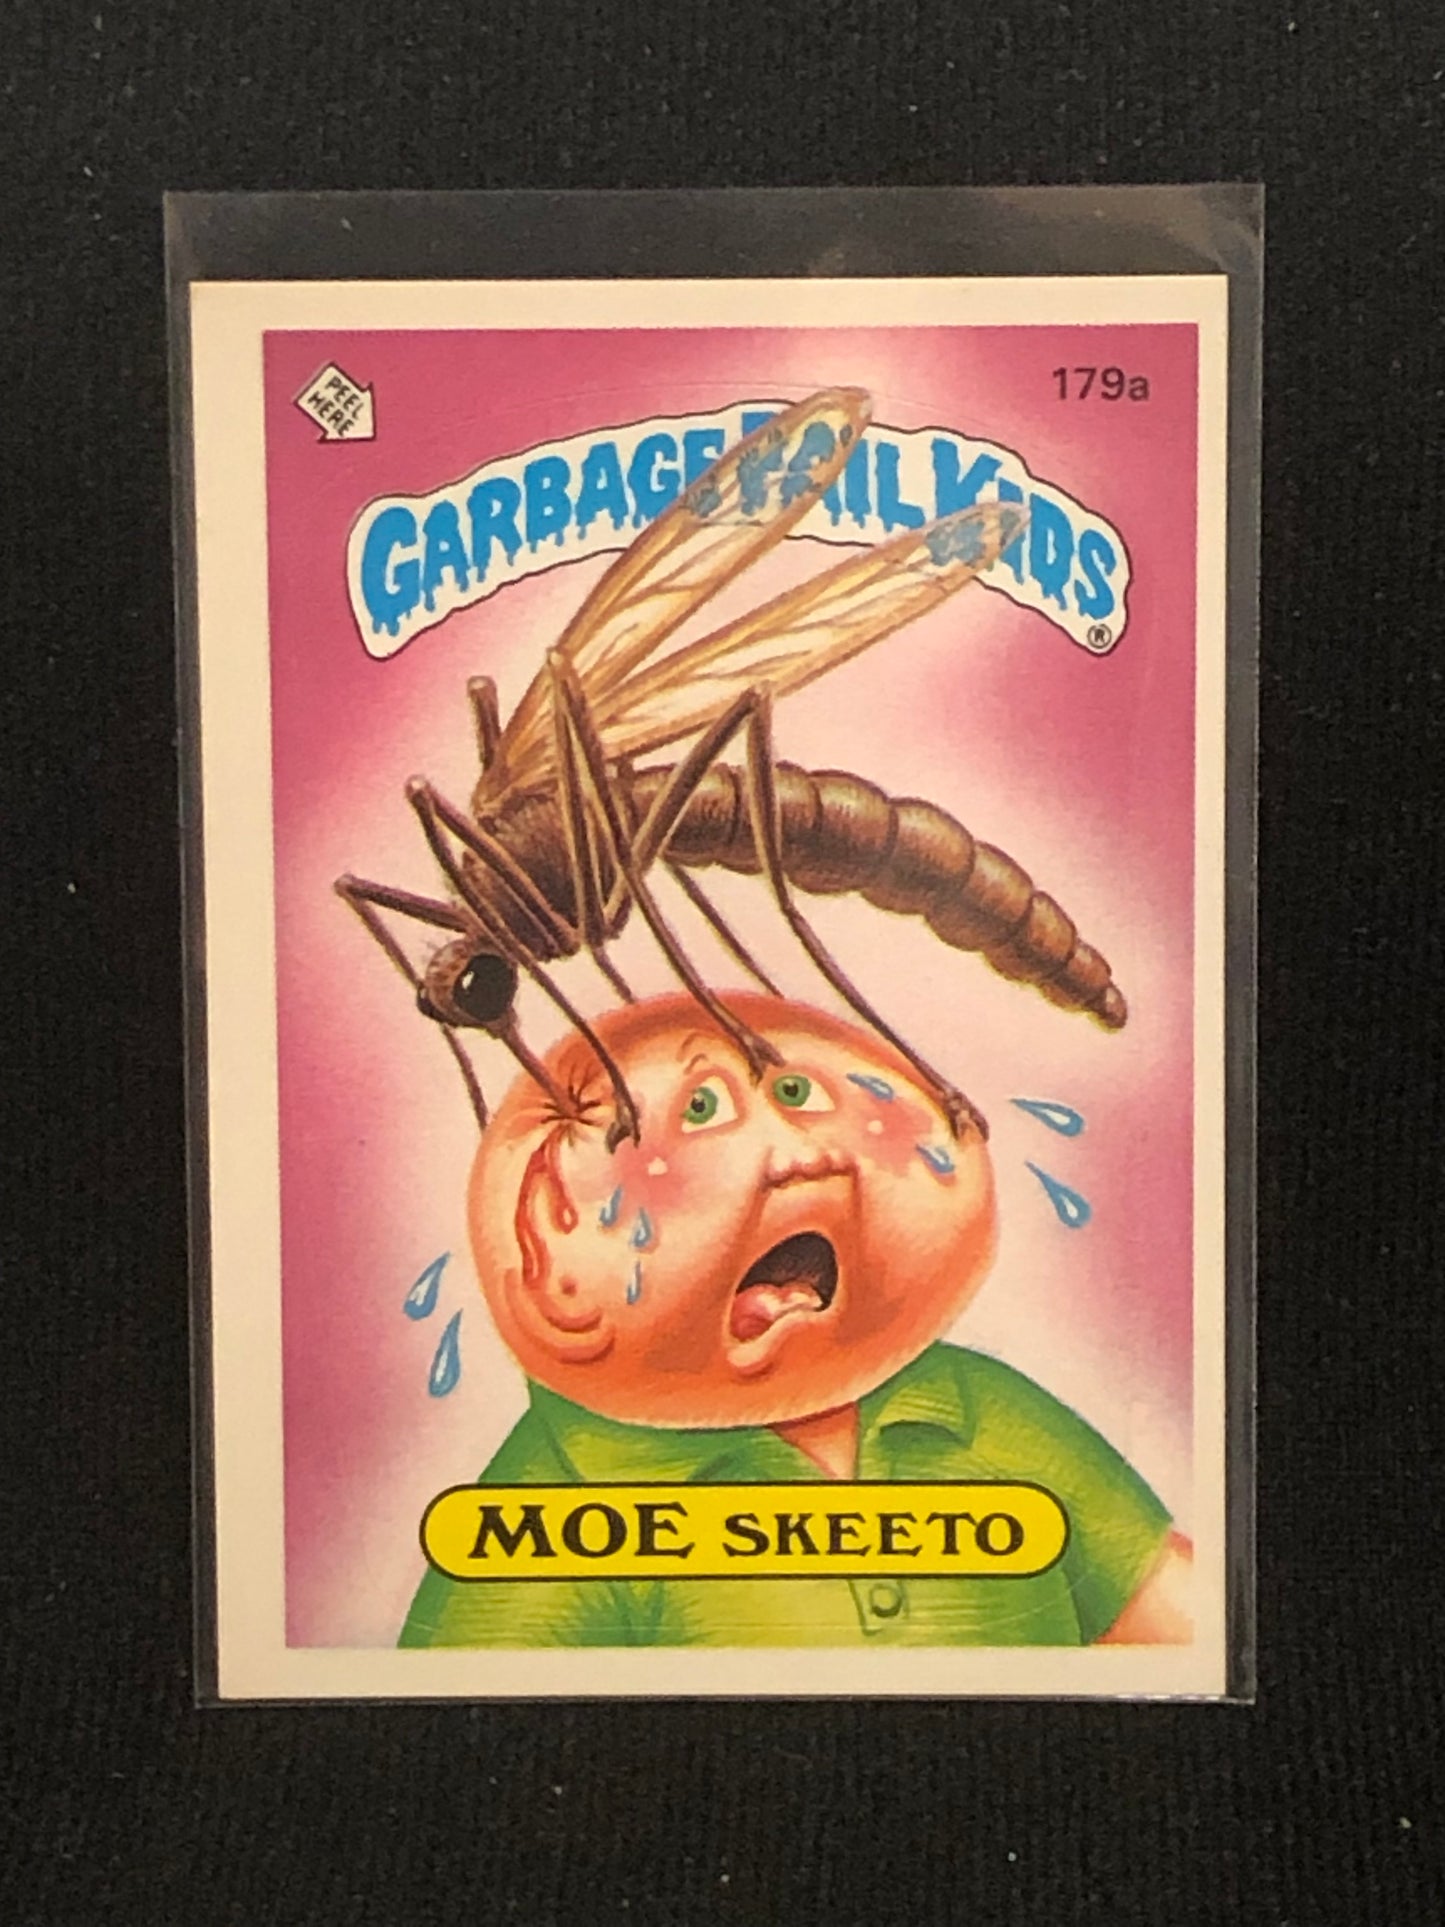 PEEL
HERE
179a
GARBAGE PAIL KIDS
®
MOE SKEETO